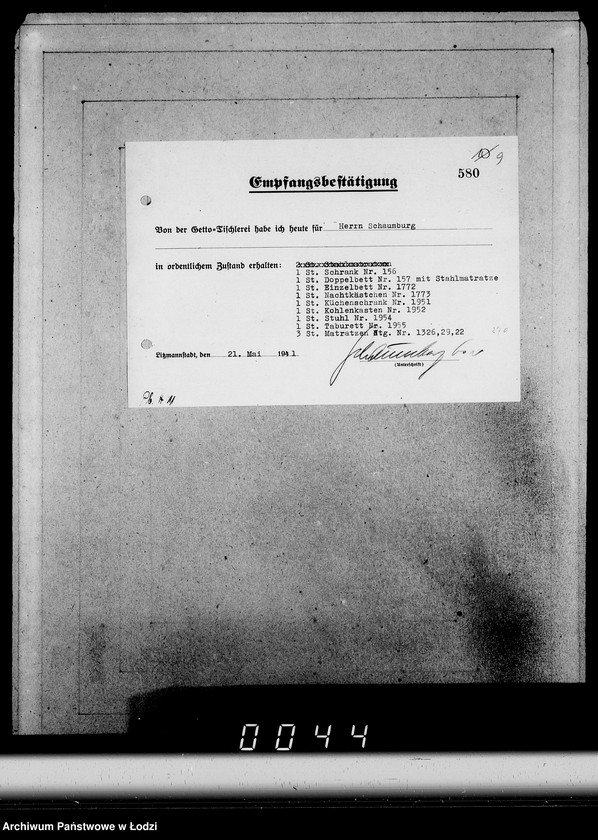 9
580
Empfangsbestätigung
Von der Getto-Tischlerei habe ich heute für Herrn Schaumburg
in ordentlichem Zustand erhalten:
1 St. Schrank Nr. 156
1 St. Doppelbett Nr. 157 mit Stahlmatratze
1 St. Einzelbett Nr. 1772
1 St. Nachtkästchen Nr. 1773
1 St. Küchenschrank Nr. 1951
1 St. Kohlenkasten Nr. 1952
1 St. Stuhl Nr. 1954
1 St. Taburett Nr. 1955
3 St. Matratzen Nr. 1326,29,22
Litzmannstadt, den 21. Mai 1941
Schaumburg
(Unterschrift)
0044
Archiwum Państwowe w Łodzi